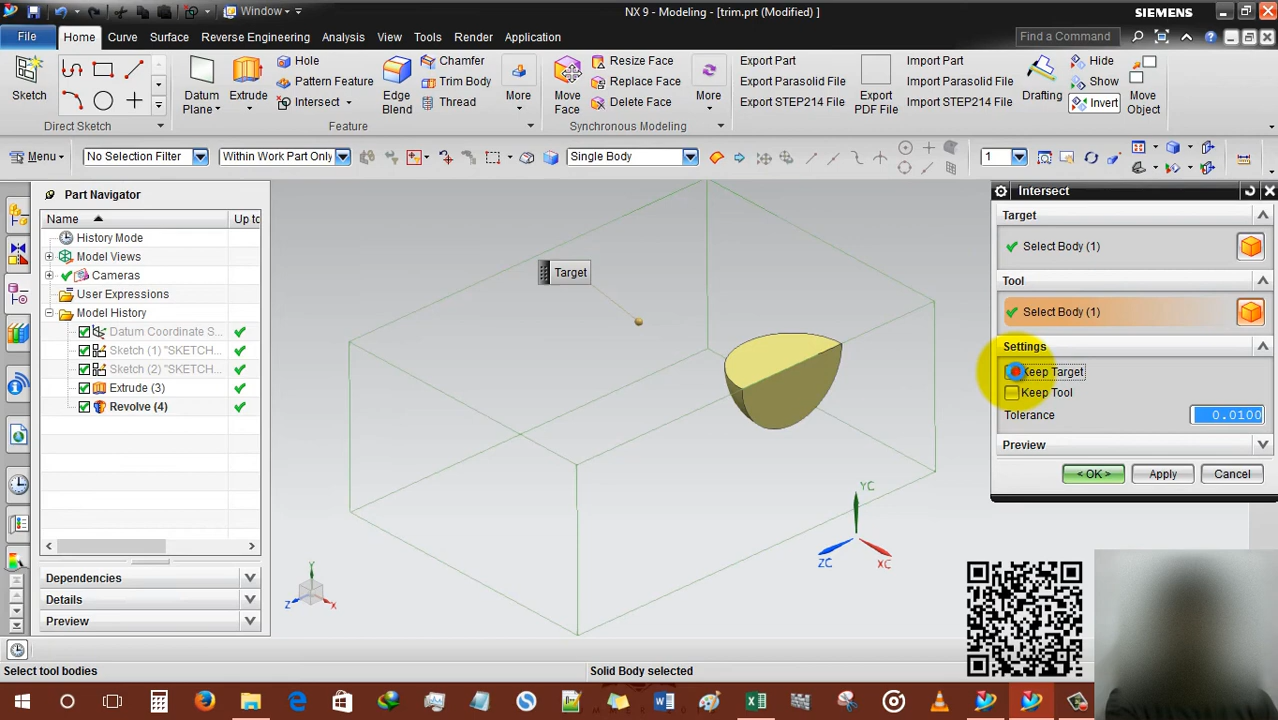 Window
NX 9 - Modeling - [trim.prt (Modified) ]
SIEMENS
File
Home
Curve
Surface
Reverse Engineering
Analysis
View
Tools
Render
Application
Find a Command
Sketch
Direct Sketch
Datum
Plane
Extrude
Hole
Pattern Feature
Intersect
Edge
Blend
Chamfer
Trim Body
Thread
More
Feature
Move
Face
Resize Face
Replace Face
Delete Face
More
Synchronous Modeling
Export Part
Export Parasolid File
Export STEP214 File
Export
PDF File
Import Part
Import Parasolid File
Import STEP214 File
Drafting
Hide
Show
Invert
Move
Object
Menu
No Selection Filter
Within Work Part Only
Single Body
1
Part Navigator
Name
Up to
History Mode
Model Views
Cameras
User Expressions
Model History
Datum Coordinate S...
Sketch (1) "SKETCH...
Sketch (2) "SKETCH...
Extrude (3)
Revolve (4)
Dependencies
Details
Preview
Target
YC
ZC
XC
Y
Z
X
Intersect
Target
Select Body (1)
Tool
Select Body (1)
Settings
Keep Target
Keep Tool
Tolerance
0.0100
Preview
< OK >
Apply
Cancel
Select tool bodies
Solid Body selected